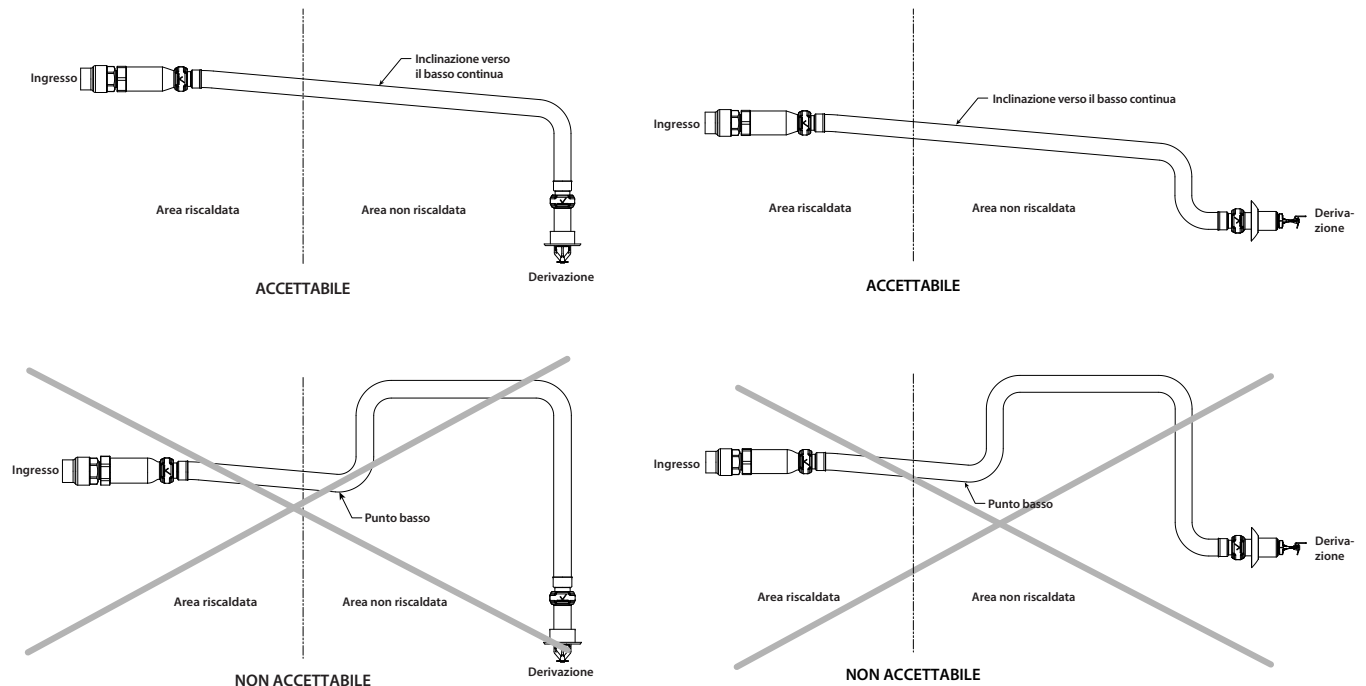 Ingresso
Inclinazione verso
il basso continua
Area riscaldata
Area non riscaldata
Derivazione
ACCETTABILE
Ingresso
Inclinazione verso il basso continua
Area riscaldata
Area non riscaldata
Deriva-
zione
ACCETTABILE
Ingresso
Punto basso
Area riscaldata
Area non riscaldata
Derivazione
NON ACCETTABILE
Ingresso
Punto basso
Area riscaldata
Area non riscaldata
Deriva-
zione
NON ACCETTABILE